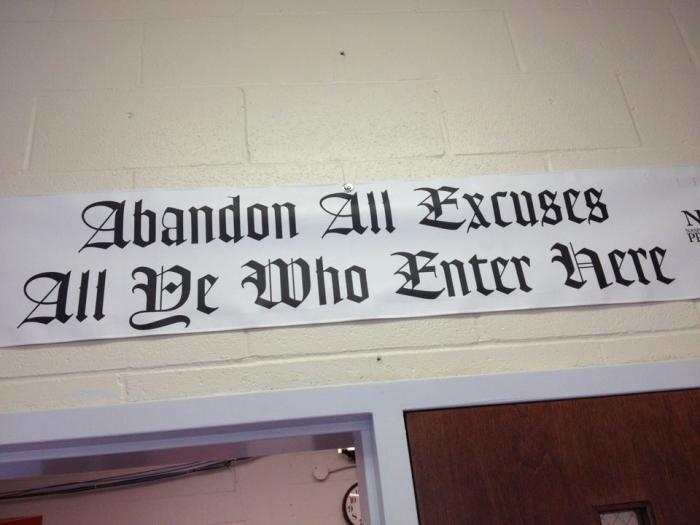 Abandon All Excuses
All Ye Who Enter Here